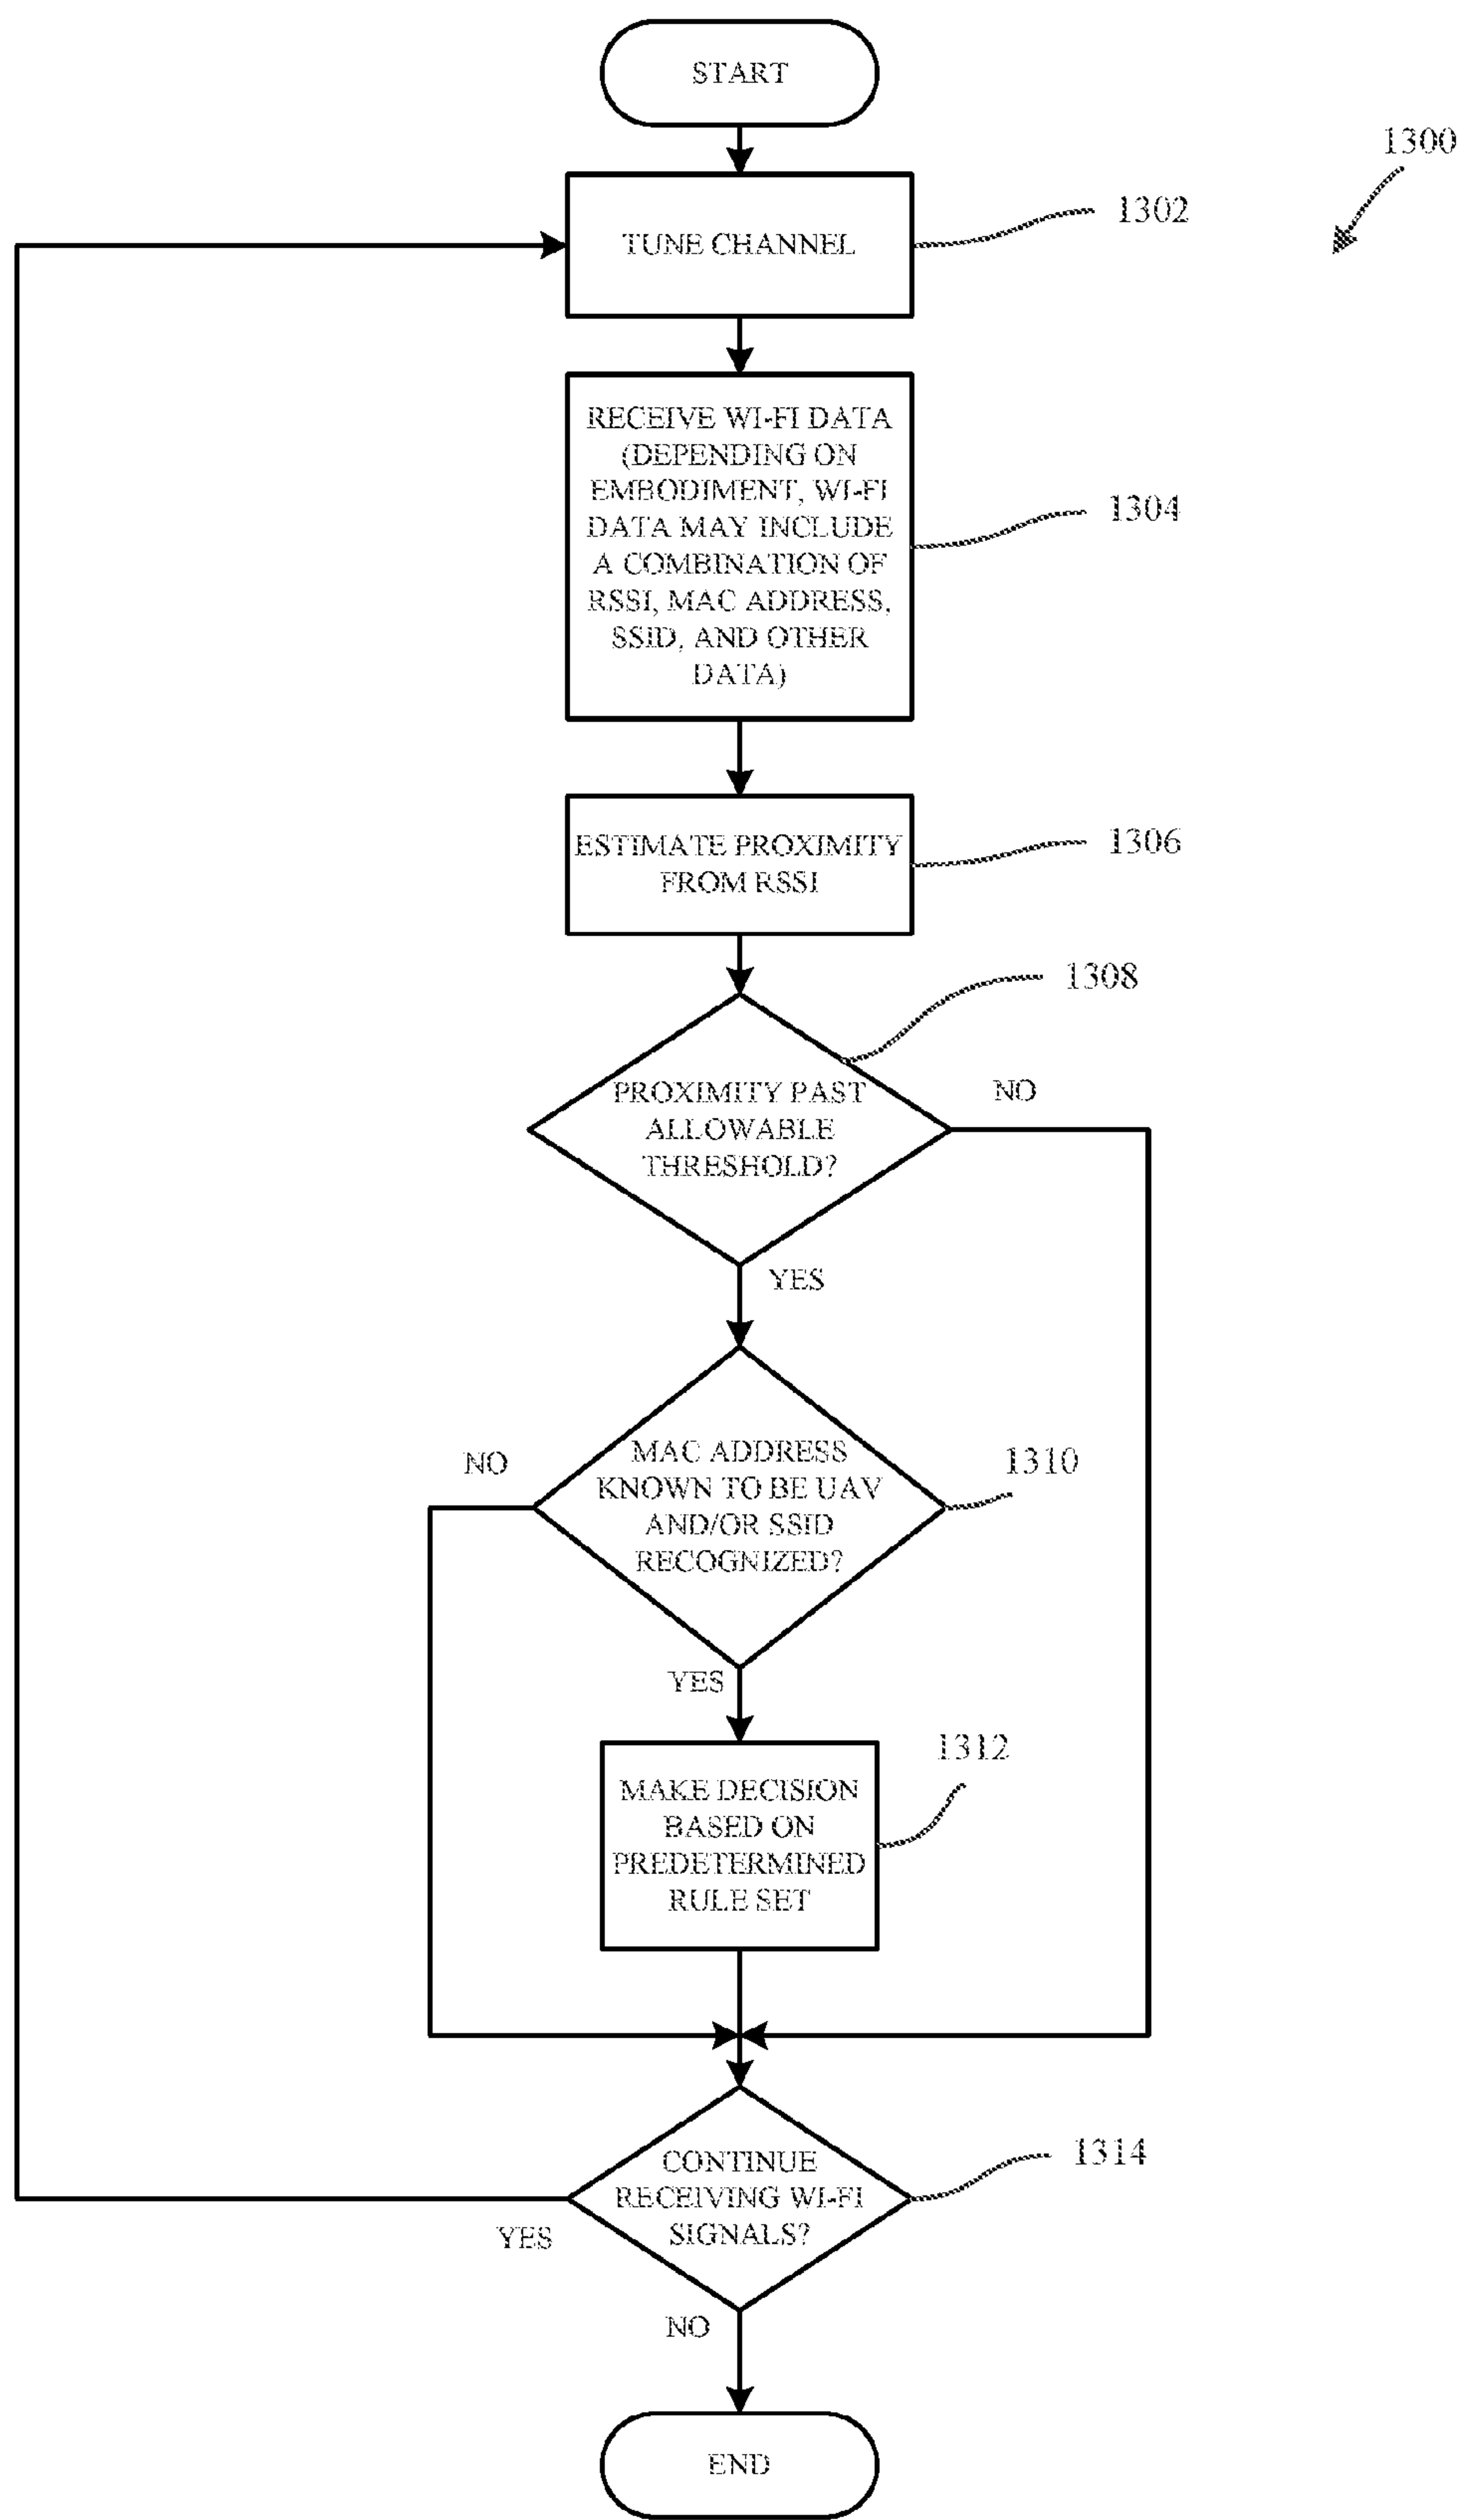 START
1300
1302
TUNE CHANNEL
RECEIVE WI-FI DATA
(DEPENDING ON
EMBODIMENT, WI-FI
DATA MAY INCLUDE
A COMBINATION OF
RSSI, MAC ADDRESS,
SSID, AND OTHER
DATA)
1304
ESTIMATE PROXIMITY
FROM RSSI
1306
1308
PROXIMITY PAST
ALLOWABLE
THRESHOLD?
NO
YES
MAC ADDRESS
KNOWN TO BE UAV
AND/OR SSID
RECOGNIZED?
NO
1310
YES
1312
MAKE DECISION
BASED ON
PREDETERMINED
RULE SET
CONTINUE
RECEIVING WI-FI
SIGNALS?
1314
YES
NO
END